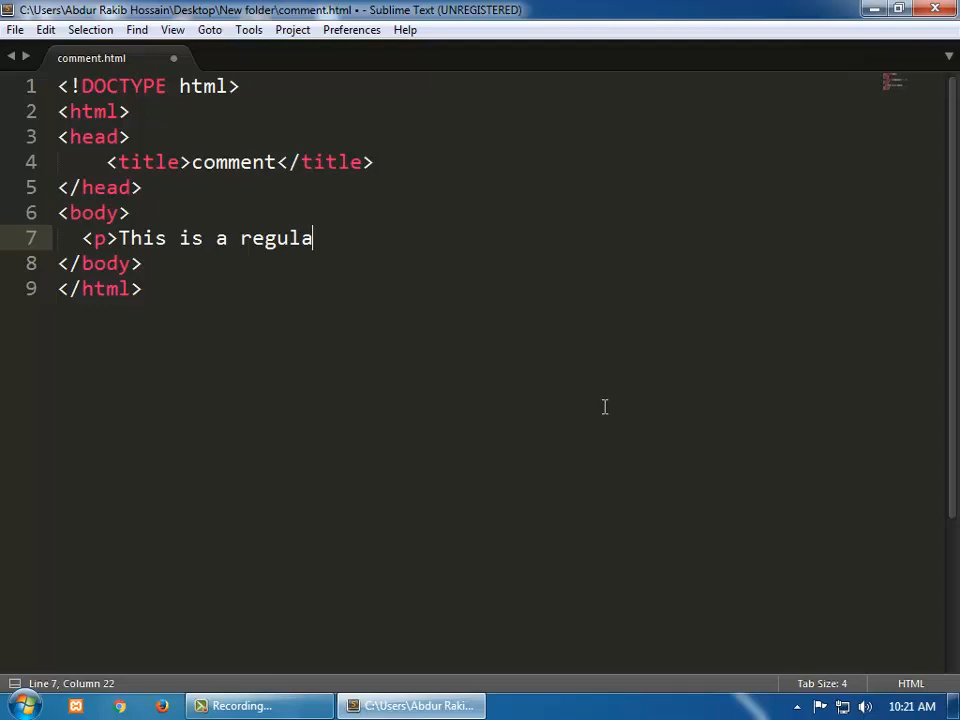 C:\Users\Abdur Rakib Hossain\Desktop\New folder\comment.html • - Sublime Text (UNREGISTERED)
File Edit Selection Find View Goto Tools Project Preferences Help
comment.html
1 <!DOCTYPE html>
2 <html>
3 <head>
4 <title>comment</title>
5 </head>
6 <body>
7 <p>This is a regula
8 </body>
9 </html>
Line 7, Column 22 Tab Size: 4 HTML
Recording... C:\Users\Abdur Raki... 10:21 AM